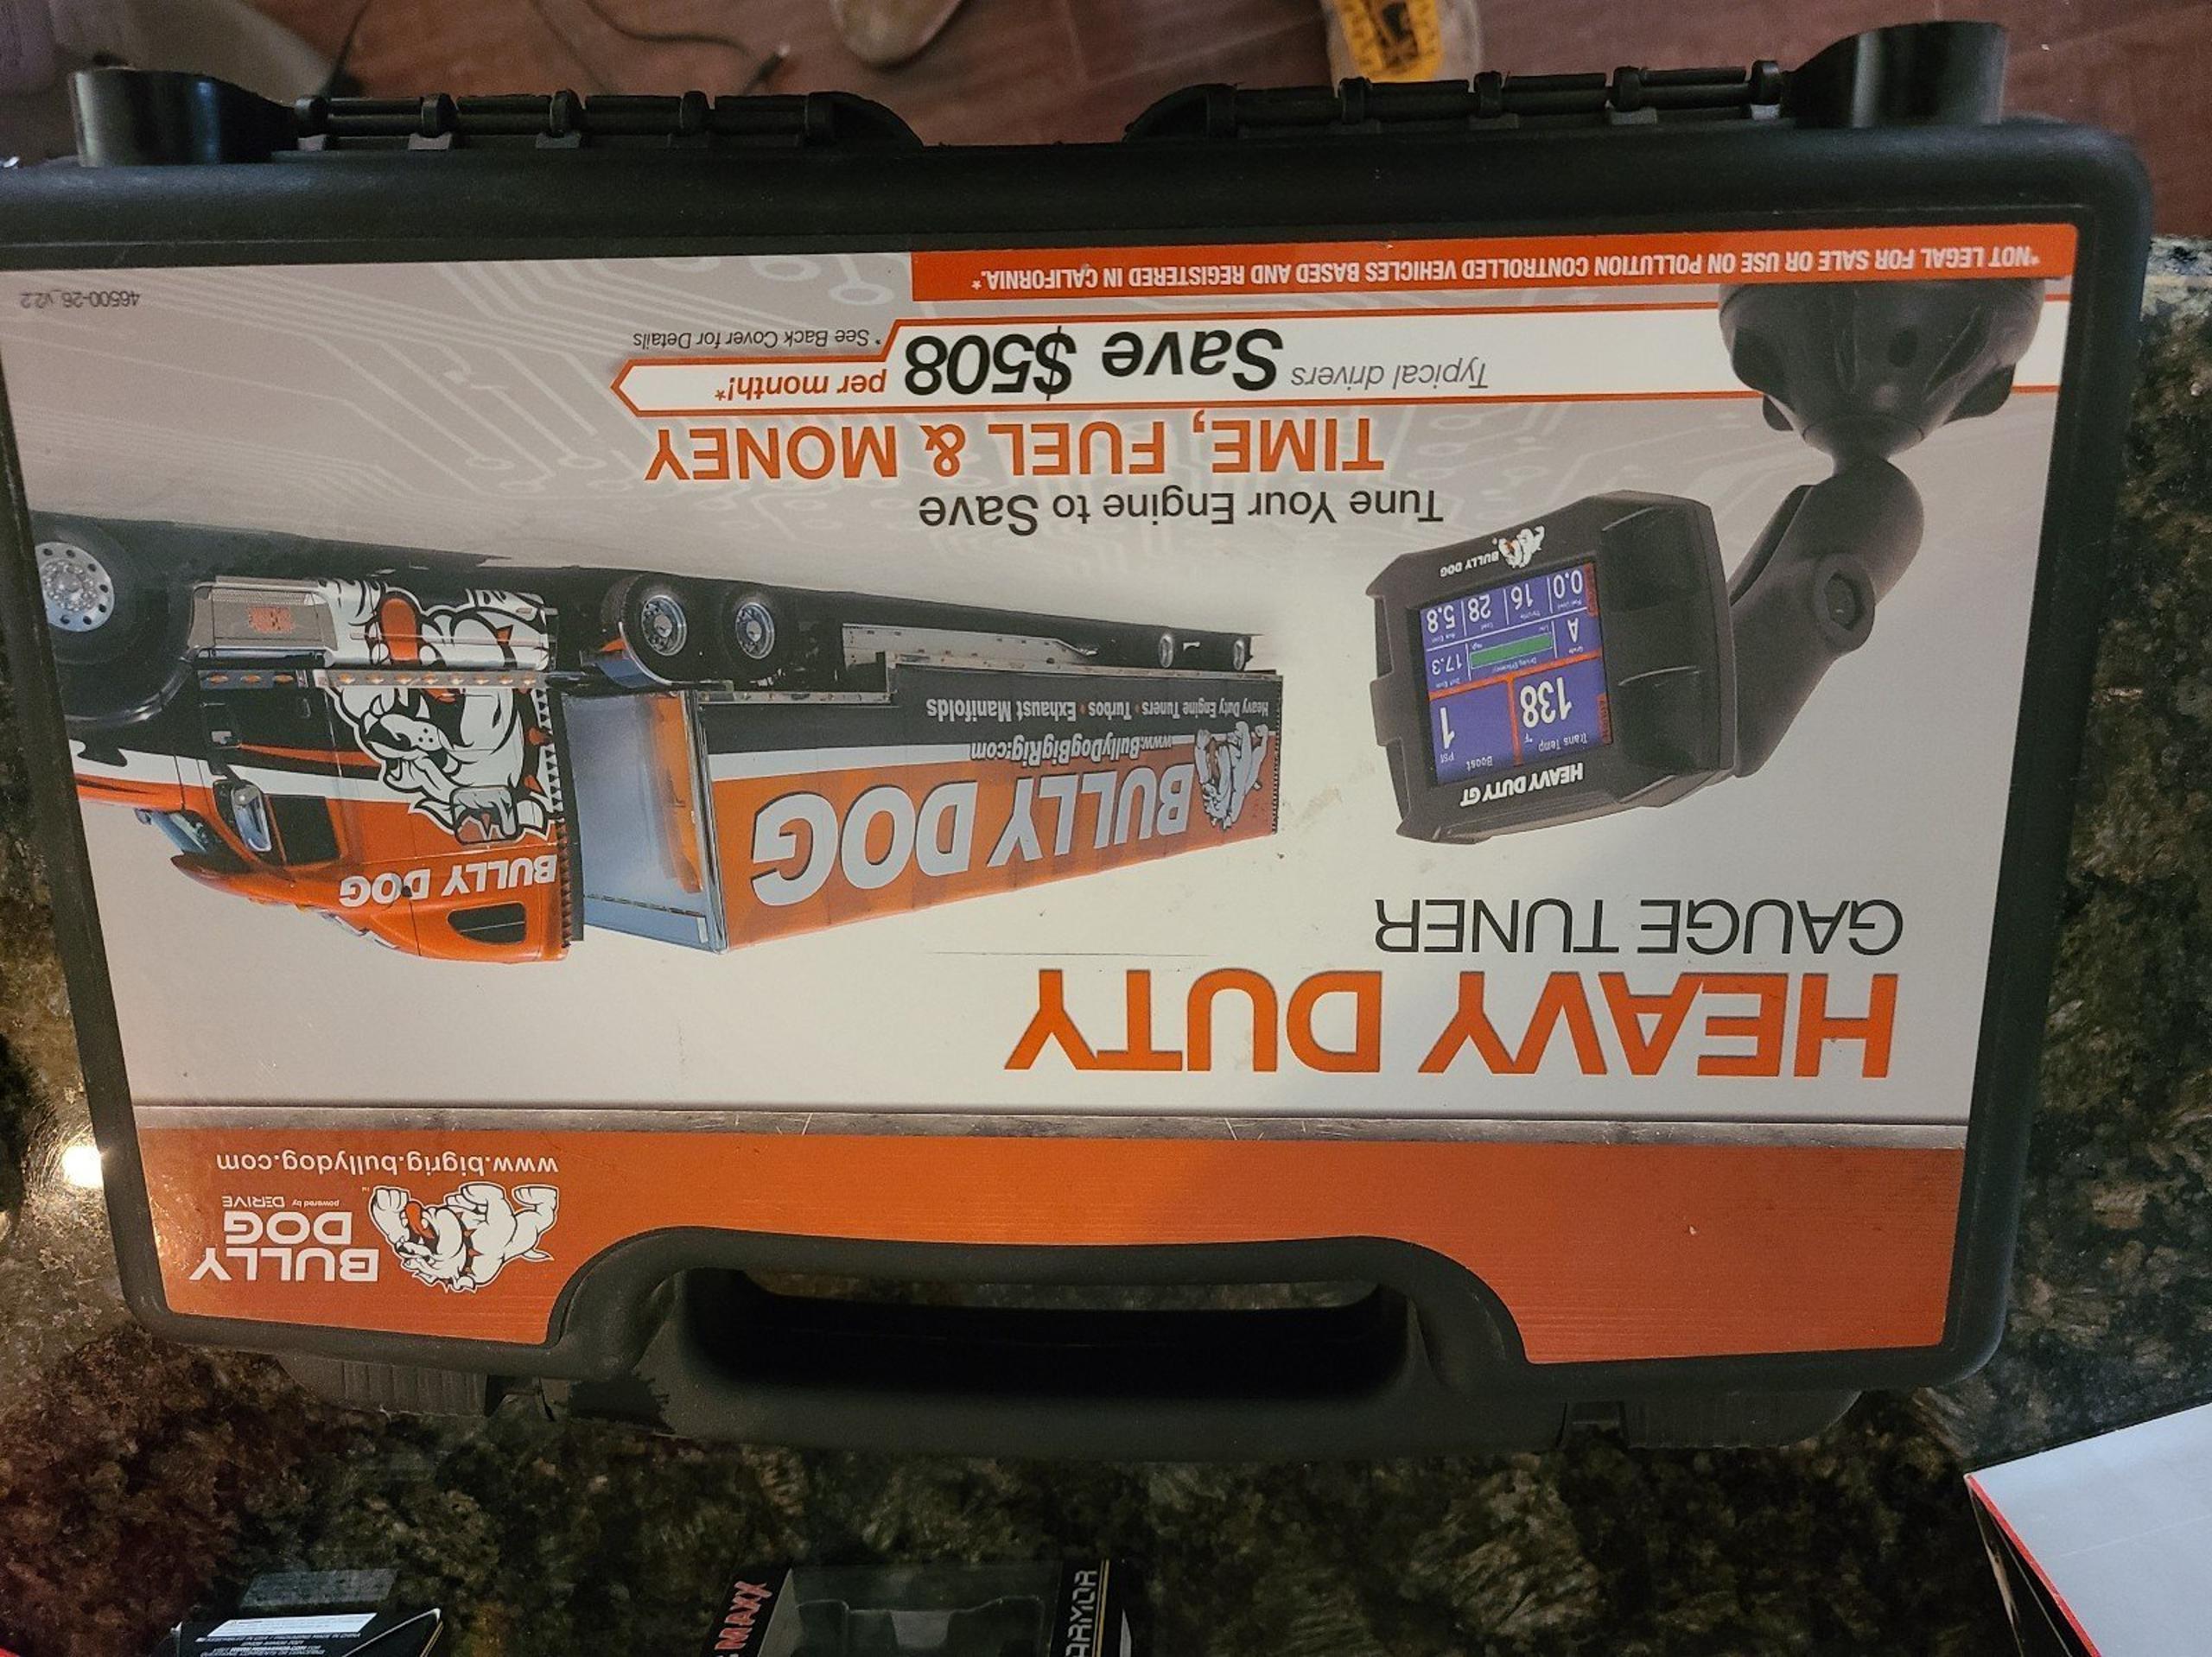 BULLY
DOG
powered by DERIVE
www.bigrig.bullydog.com
HEAVY DUTY
GAUGE TUNER
BULLY DOG
BULLY DOG
www.BullyDogBigRig.com
Heavy Duty Engine Tuners • Turbos • Exhaust Manifolds
HEAVY DUTY GT
Trans Temp
°F
138
Boost
PSI
1
A
17.3
0.0
16
28
5.8
BULLY DOG
Tune Your Engine to Save
TIME, FUEL & MONEY
Typical drivers Save $508 per month!*
* See Back Cover for Details
*NOT LEGAL FOR SALE OR USE ON POLLUTION CONTROLLED VEHICLES BASED AND REGISTERED IN CALIFORNIA.*
46500-26_v2.2
MAXX
ARMOR